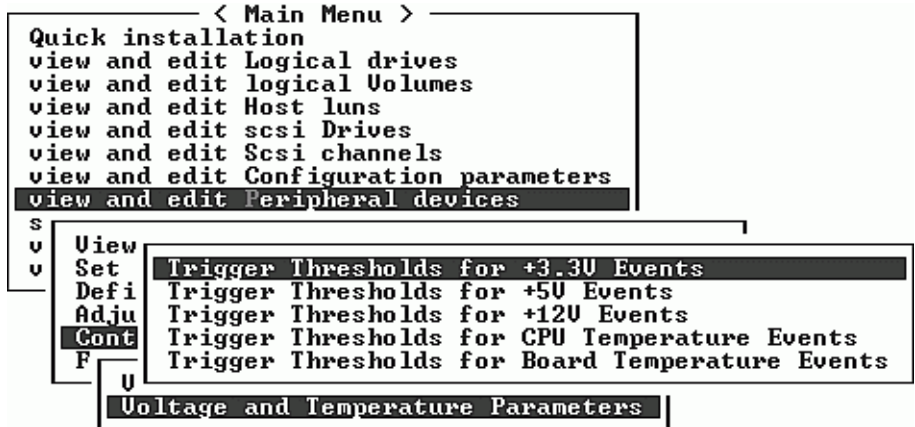 < Main Menu >
Quick installation
view and edit Logical drives
view and edit logical Volumes
view and edit Host luns
view and edit scsi Drives
view and edit Scsi channels
view and edit Configuration parameters
view and edit Peripheral devices
s
v
v
View
Set
Defi
Adju
Cont
F
Trigger Thresholds for +3.3V Events
Trigger Thresholds for +5V Events
Trigger Thresholds for +12V Events
Trigger Thresholds for CPU Temperature Events
Trigger Thresholds for Board Temperature Events
V
Voltage and Temperature Parameters